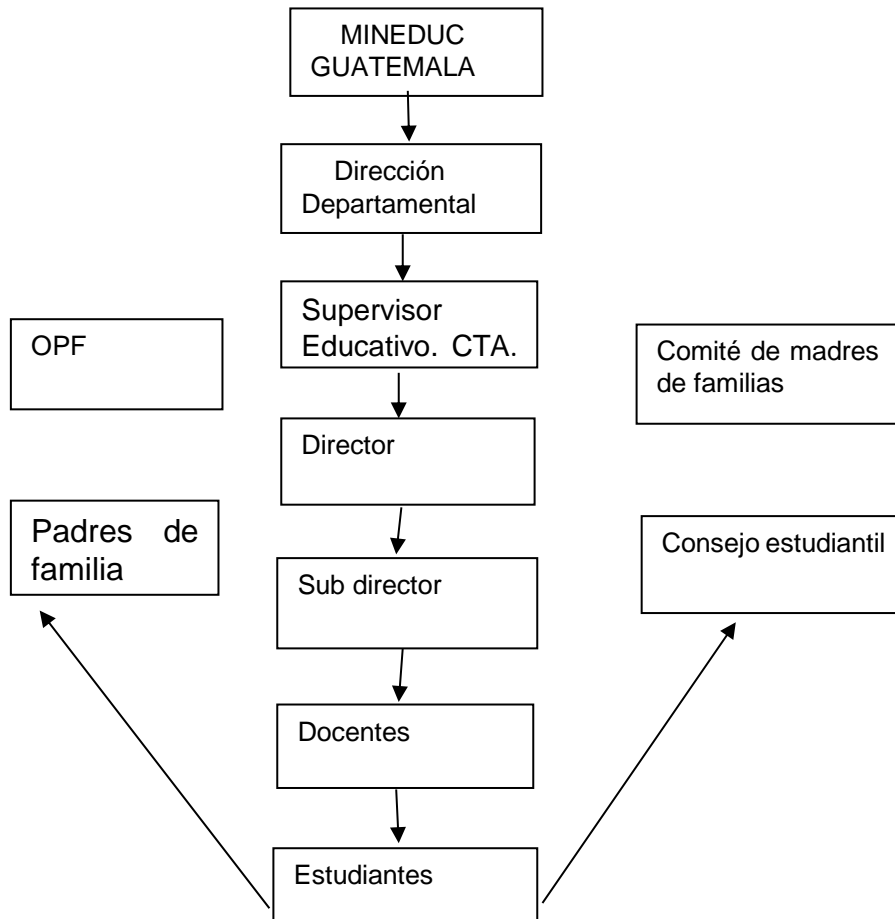 MINEDUC
GUATEMALA
Dirección
Departamental
Supervisor
Educativo. CTA.
OPF
Comité de madres
de familias
Director
Padres de
familia
Consejo estudiantil
Sub director
Docentes
Estudiantes